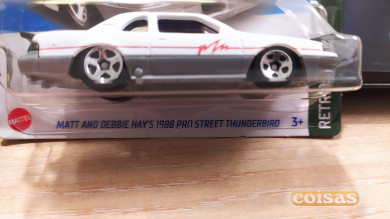 MATTEL
MATT AND DEBBIE HAY'S 1988 PRO STREET THUNDERBIRD
3+
RETR
coisas